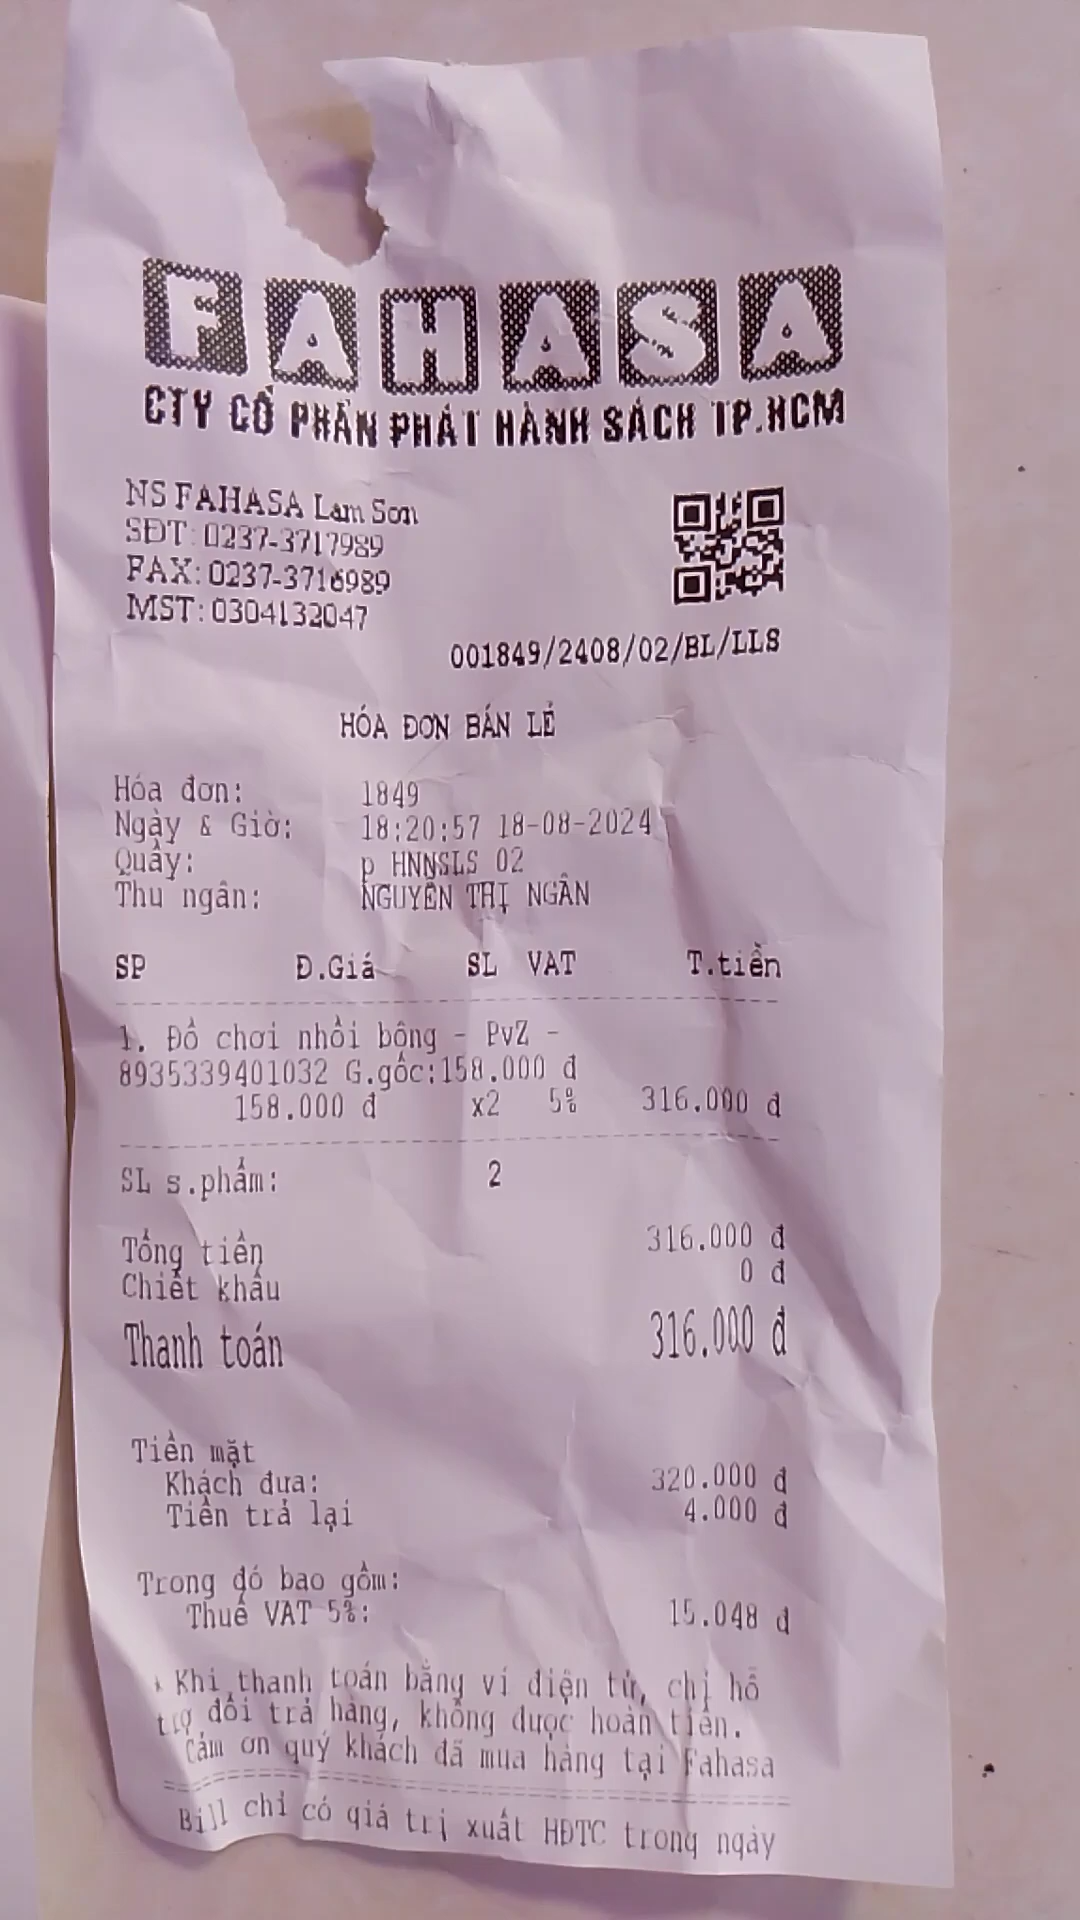 FAHASA
CTY CỔ PHẦN PHÁT HÀNH SÁCH TP.HCM
NS FAHASA Lam Sơn
SĐT: 0237-3717989
FAX: 0237-3716989
MST: 0304132047
001849/2408/02/BL/LLS
HÓA ĐƠN BÁN LẺ
Hóa đơn: 1849
Ngày & Giờ: 18:20:57 18-08-2024
Quầy: p HNNSLS 02
Thu ngân: NGUYỄN THỊ NGÂN
SP Đ.Giá SL VAT T.tiền
1. Đồ chơi nhồi bông - PvZ -
8935339401032 G.gốc:158.000 đ
158.000 đ x2 5% 316.000 đ
SL s.phẩm: 2
Tổng tiền 316.000 đ
Chiết khấu 0 đ
Thanh toán 316.000 đ
Tiền mặt
Khách đưa: 320.000 đ
Tiền trả lại 4.000 đ
Trong đó bao gồm:
Thuế VAT 5%: 15.048 đ
* Khi thanh toán bằng ví điện tử, chỉ hỗ
trợ đổi trả hàng, không được hoàn tiền.
Cảm ơn quý khách đã mua hàng tại Fahasa
Bill chỉ có giá trị xuất HĐTC trong ngày